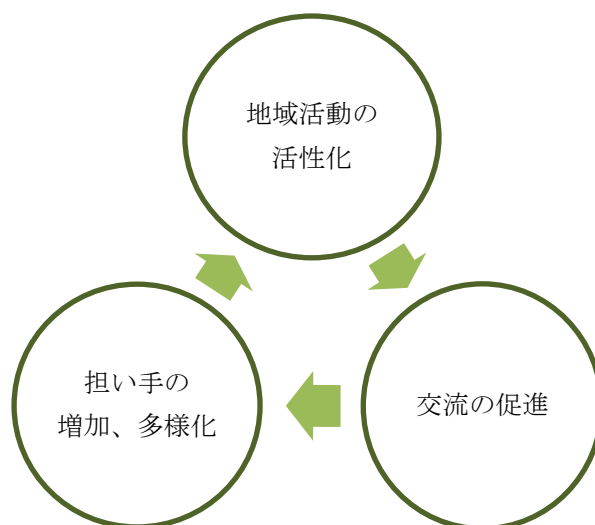 地域活動の
活性化
担い手の
増加、多様化
交流の促進